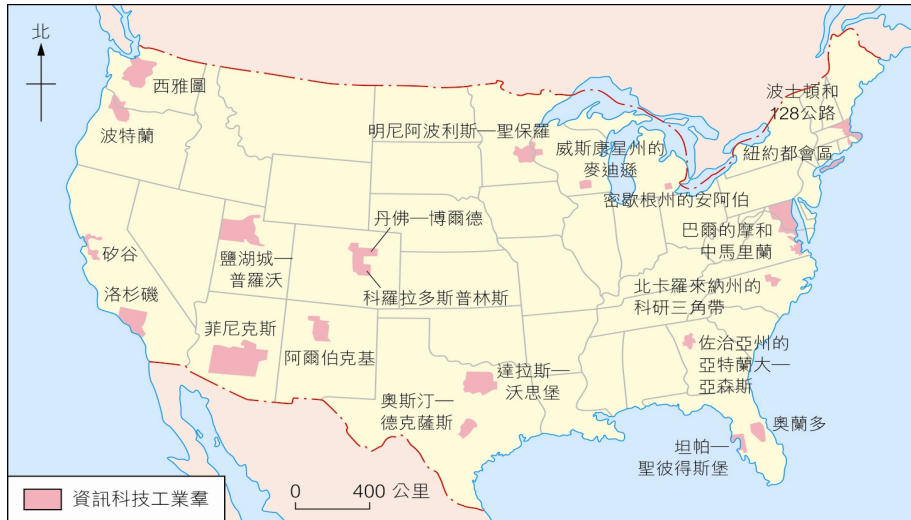 北
西雅圖
波特蘭
明尼阿波利斯—聖保羅
威斯康星州的
麥迪遜
密歇根州的安阿伯
波士頓和
128公路
紐約都會區
巴爾的摩和
中馬里蘭
丹佛—博爾德
鹽湖城—
普羅沃
科羅拉多斯普林斯
矽谷
洛杉磯
菲尼克斯
阿爾伯克基
北卡羅來納州的
科研三角帶
佐治亞州的
亞特蘭大—
亞森斯
達拉斯—
沃思堡
奧斯汀—
德克薩斯
奧蘭多
坦帕—
聖彼得斯堡
資訊科技工業羣
0 400 公里